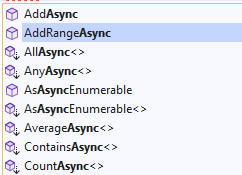 AddAsync
AddRangeAsync
AllAsync<>
AnyAsync<>
AsAsyncEnumerable
AsAsyncEnumerable<>
AverageAsync<>
ContainsAsync<>
CountAsync<>